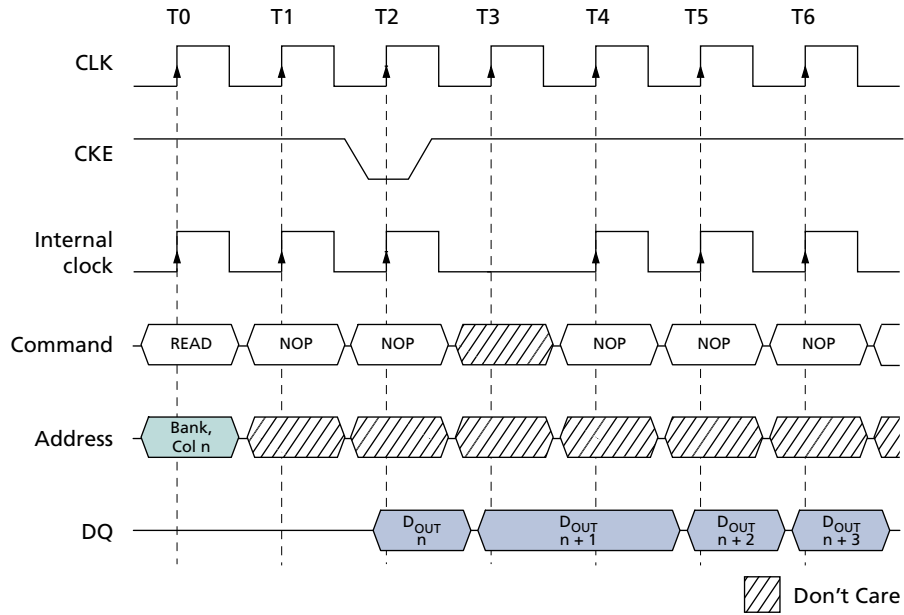 T0 T1 T2 T3 T4 T5 T6
CLK
CKE
Internal
clock
Command READ NOP NOP NOP NOP NOP
Address Bank,
Col n
DQ DOUT
n DOUT
n + 1 DOUT
n + 2 DOUT
n + 3
Don't Care